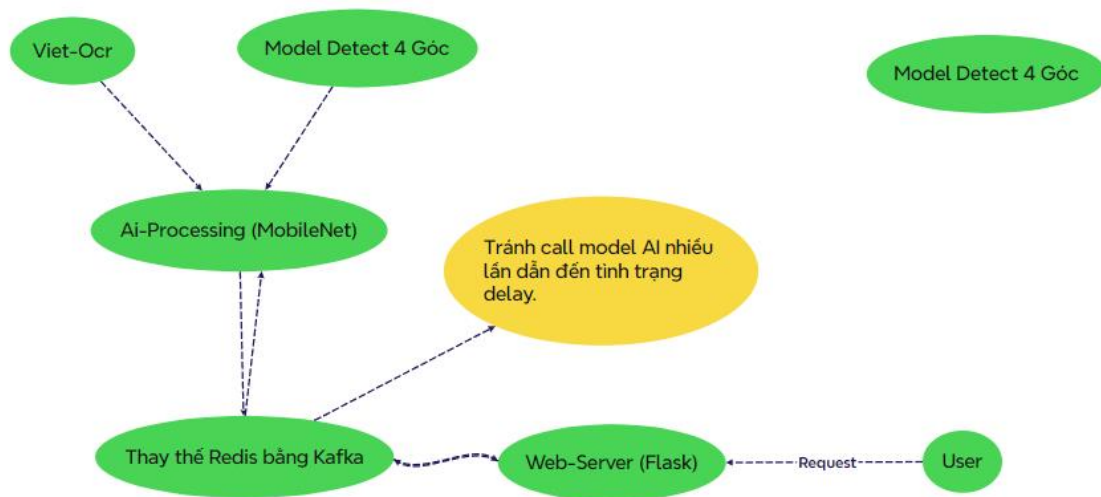 Viet-Ocr
Model Detect 4 Góc
Model Detect 4 Góc
Ai-Processing (MobileNet)
Tránh call model AI nhiều
lần dẫn đến tình trạng
delay.
Thay thế Redis bằng Kafka
Web-Server (Flask)
Request
User